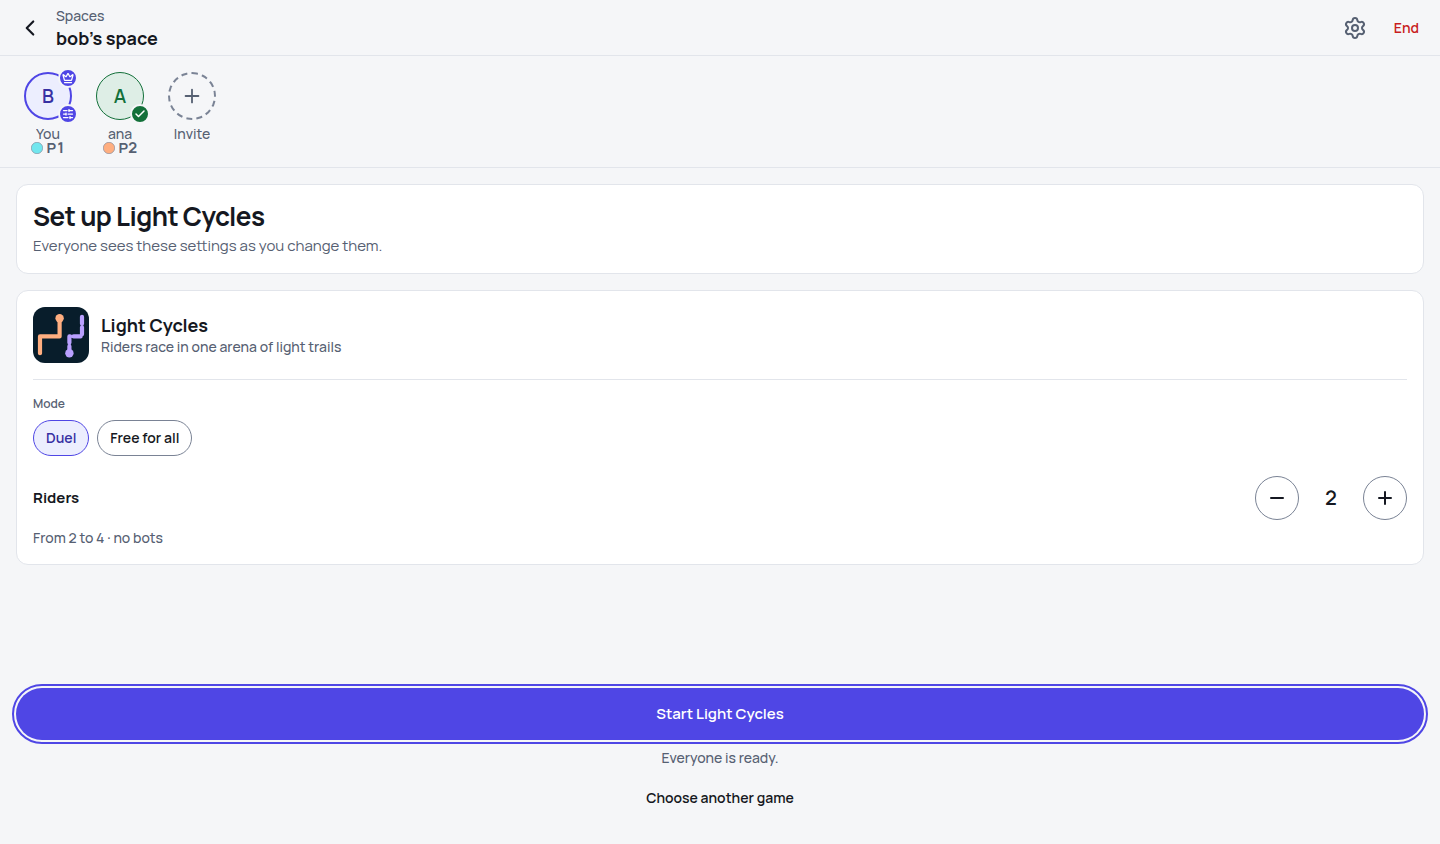 Spaces
bob's space
End
B
A
You
ana
Invite
P1
P2
Set up Light Cycles
Everyone sees these settings as you change them.
Light Cycles
Riders race in one arena of light trails
Mode
Duel
Free for all
Riders
2
From 2 to 4 · no bots
Start Light Cycles
Everyone is ready.
Choose another game